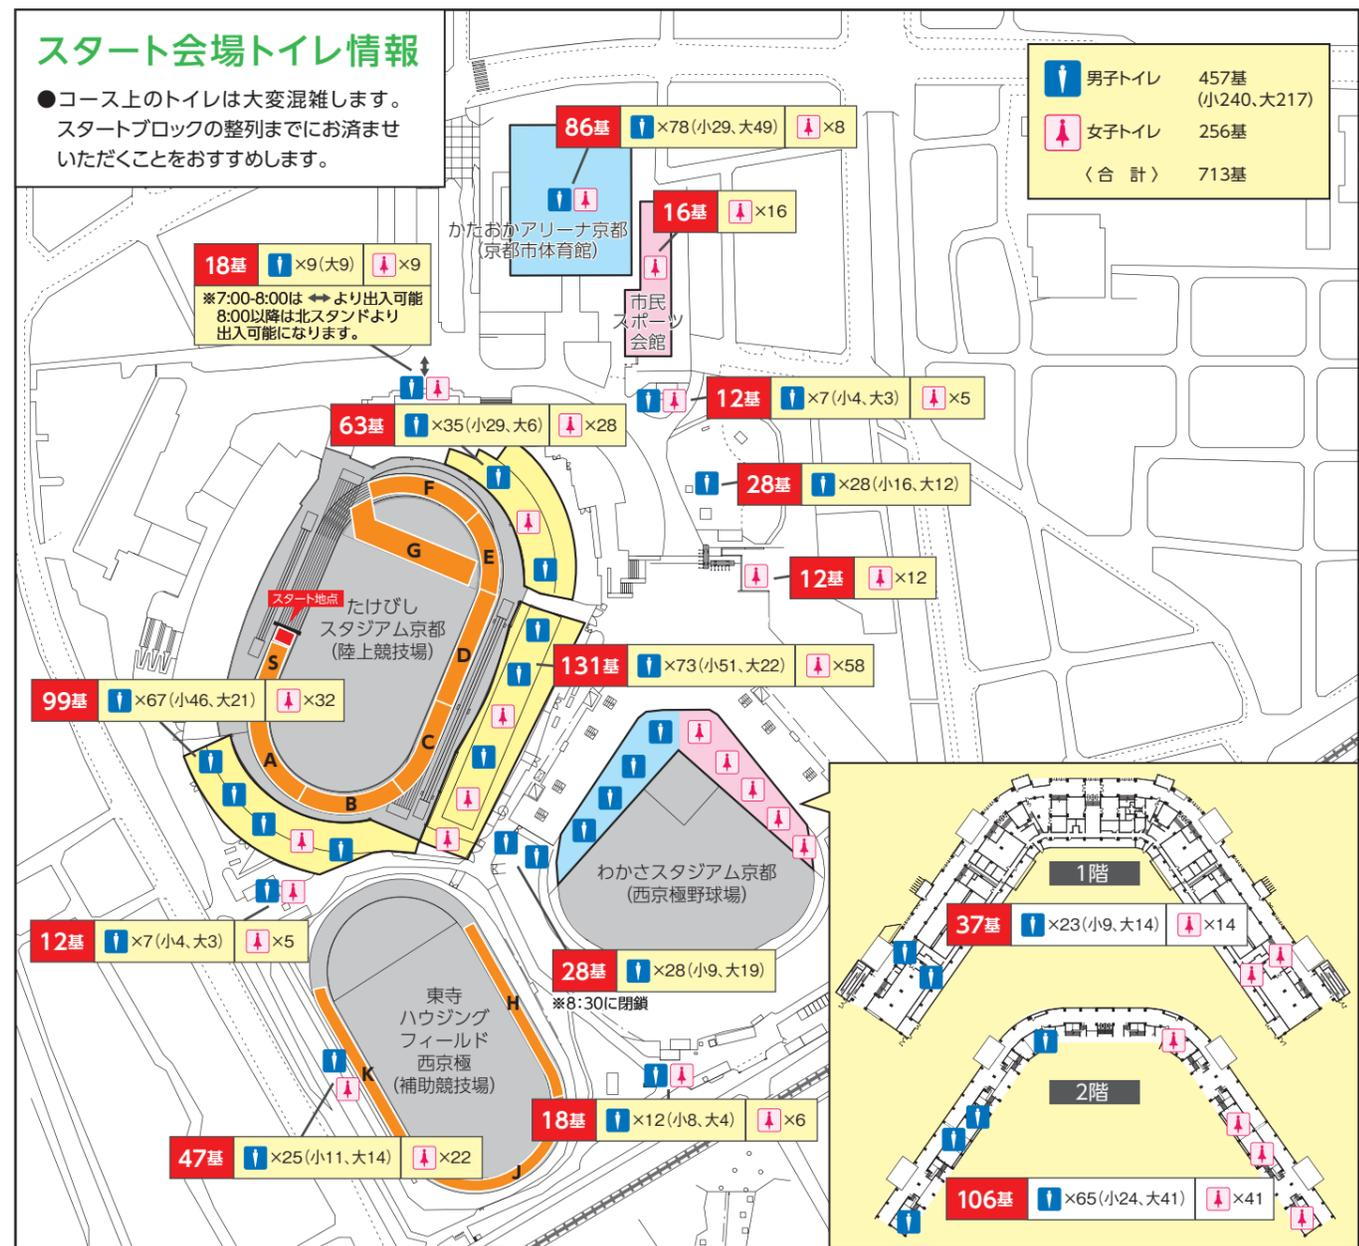 スタート会場トイレ情報
●コース上のトイレは大変混雑します。
スタートブロックの整列までにお済ませ
いただくことをおすすめします。
男子トイレ 457基
(小240、大217)
女子トイレ 256基
〈合 計〉 713基
86基 ×78(小29、大49) ×8
かたおかアリーナ京都
(京都市体育館)
16基 ×16
市民
スポーツ
会館
18基 ×9(大9) ×9
※7:00-8:00は ↔ より出入可能
8:00以降は北スタンドより
出入可能になります。
12基 ×7(小4、大3) ×5
63基 ×35(小29、大6) ×28
28基 ×28(小16、大12)
12基 ×12
F
G
E
スタート地点
たけびし
スタジアム京都
(陸上競技場)
S
D
131基 ×73(小51、大22) ×58
99基 ×67(小46、大21) ×32
C
A
B
わかさスタジアム京都
(西京極野球場)
12基 ×7(小4、大3) ×5
28基 ×28(小9、大19)
※8:30に閉鎖
東寺
ハウジング
フィールド
西京極
(補助競技場)
H
K
J
18基 ×12(小8、大4) ×6
47基 ×25(小11、大14) ×22
1階
37基 ×23(小9、大14) ×14
2階
106基 ×65(小24、大41) ×41